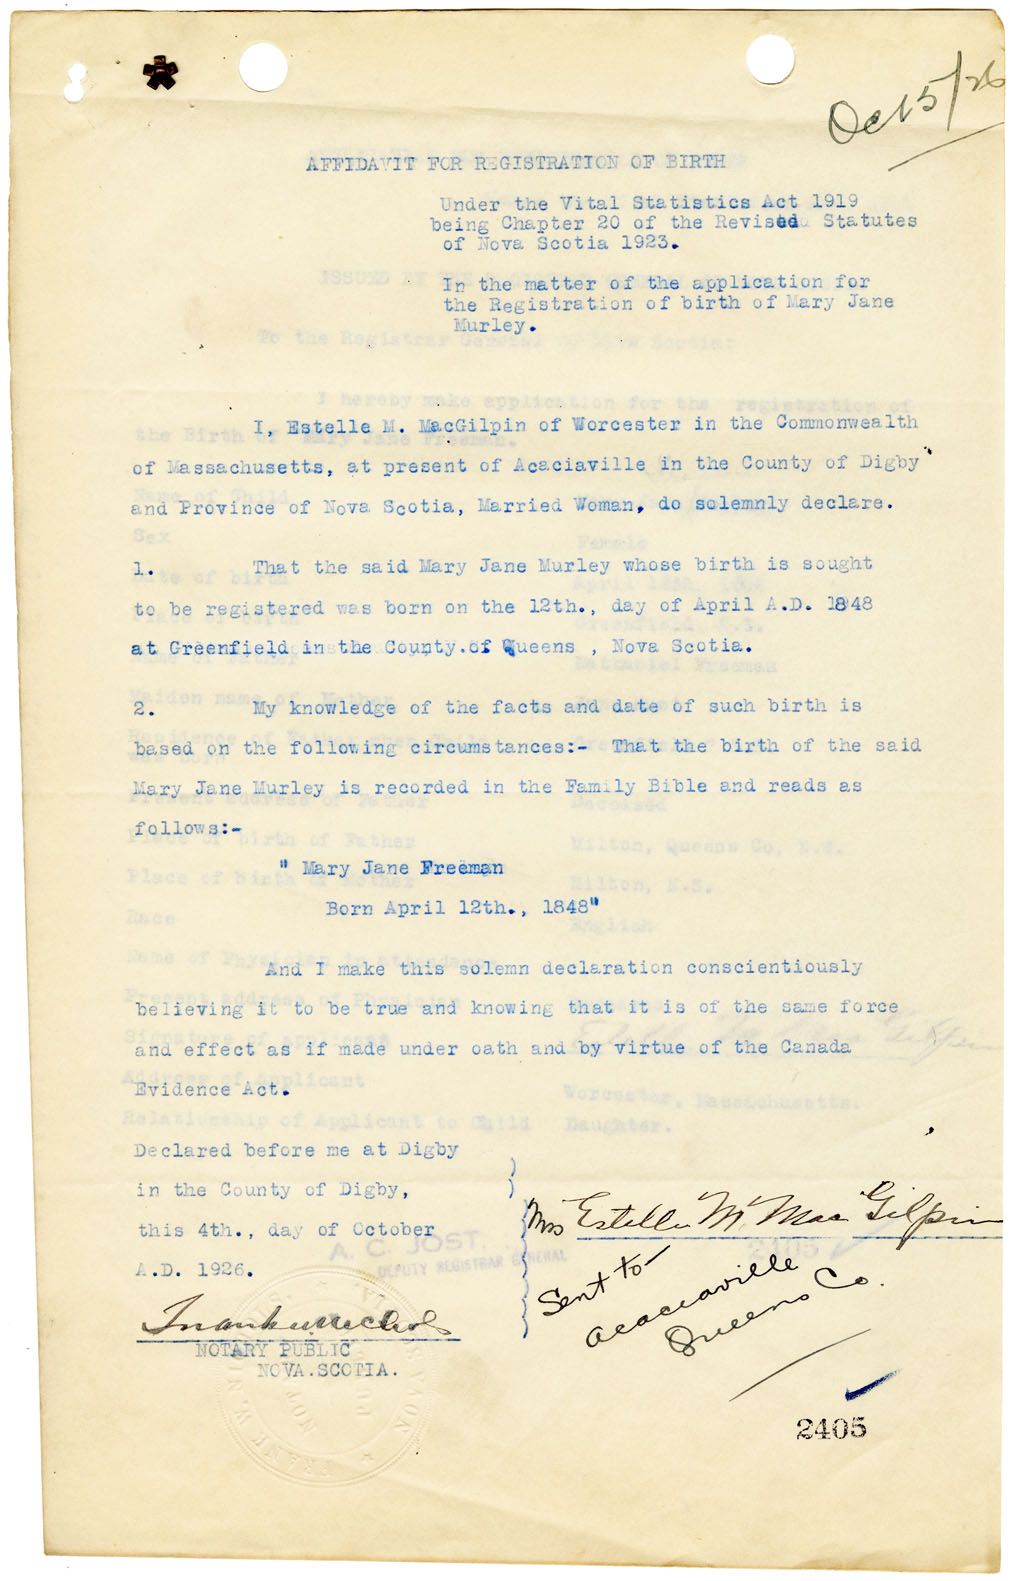 Oct 5/26
AFFIDAVIT FOR REGISTRATION OF BIRTH
Under the Vital Statistics Act 1919
being Chapter 20 of the Revised Statutes
of Nova Scotia 1923.
In the matter of the application for
the Registration of birth of Mary Jane
Murley.
I, Estelle M. MacGilpin of Worcester in the Commonwealth
of Massachusetts, at present of Acaciaville in the County of Digby
and Province of Nova Scotia, Married Woman, do solemnly declare.
1. That the said Mary Jane Murley whose birth is sought
to be registered was born on the 12th., day of April A.D. 1848
at Greenfield in the County.of Queens , Nova Scotia.
2. My knowledge of the facts and date of such birth is
based on the following circumstances:- That the birth of the said
Mary Jane Murley is recorded in the Family Bible and reads as
follows:-
" Mary Jane Freeman
Born April 12th., 1848"
And I make this solemn declaration conscientiously
believing it to be true and knowing that it is of the same force
and effect as if made under oath and by virtue of the Canada
Evidence Act.
Declared before me at Digby
in the County of Digby,
this 4th., day of October
A.D. 1926.
Mrs Estelle M. MacGilpin
A. C. JOST,
DEPUTY REGISTRAR GENERAL
Sent to
Acaciaville
Queens Co.
Frank W. Nichols
NOTARY PUBLIC
NOVA.SCOTIA.
2405